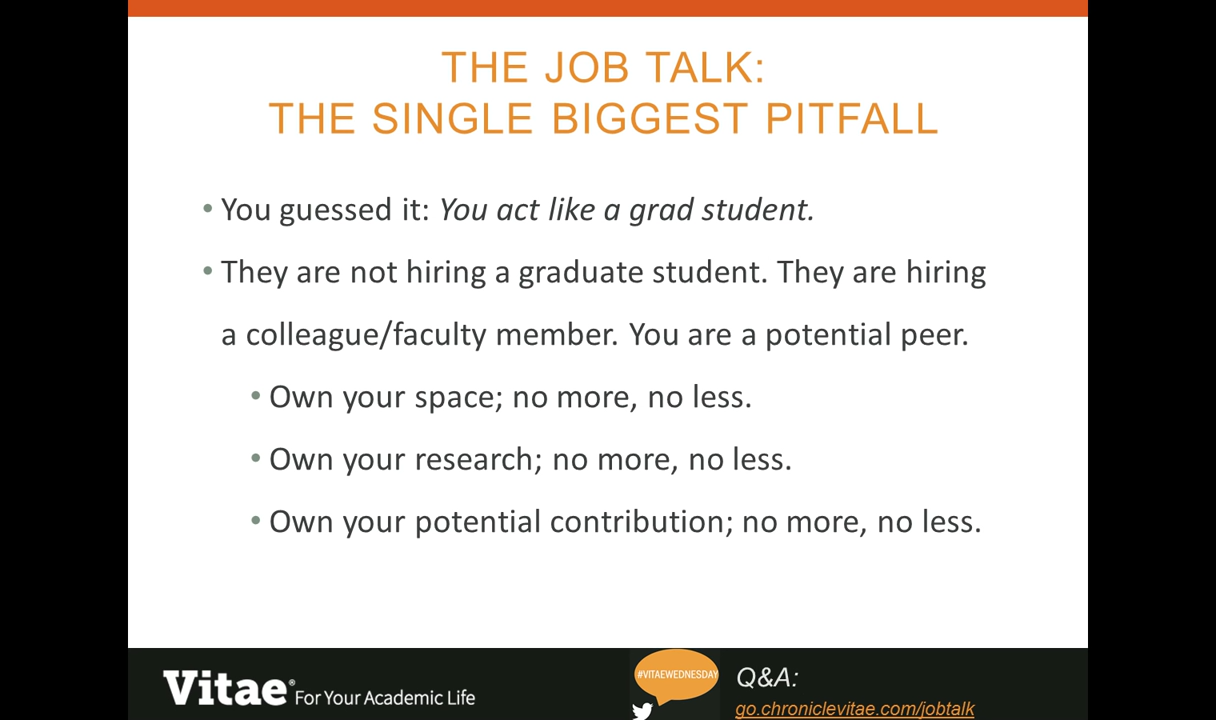 THE JOB TALK:
THE SINGLE BIGGEST PITFALL
• You guessed it: You act like a grad student.
• They are not hiring a graduate student. They are hiring
a colleague/faculty member. You are a potential peer.
• Own your space; no more, no less.
• Own your research; no more, no less.
• Own your potential contribution; no more, no less.
Vitae® For Your Academic Life
#VITAEWEDNESDAY
Q&A:
go.chroniclevitae.com/jobtalk